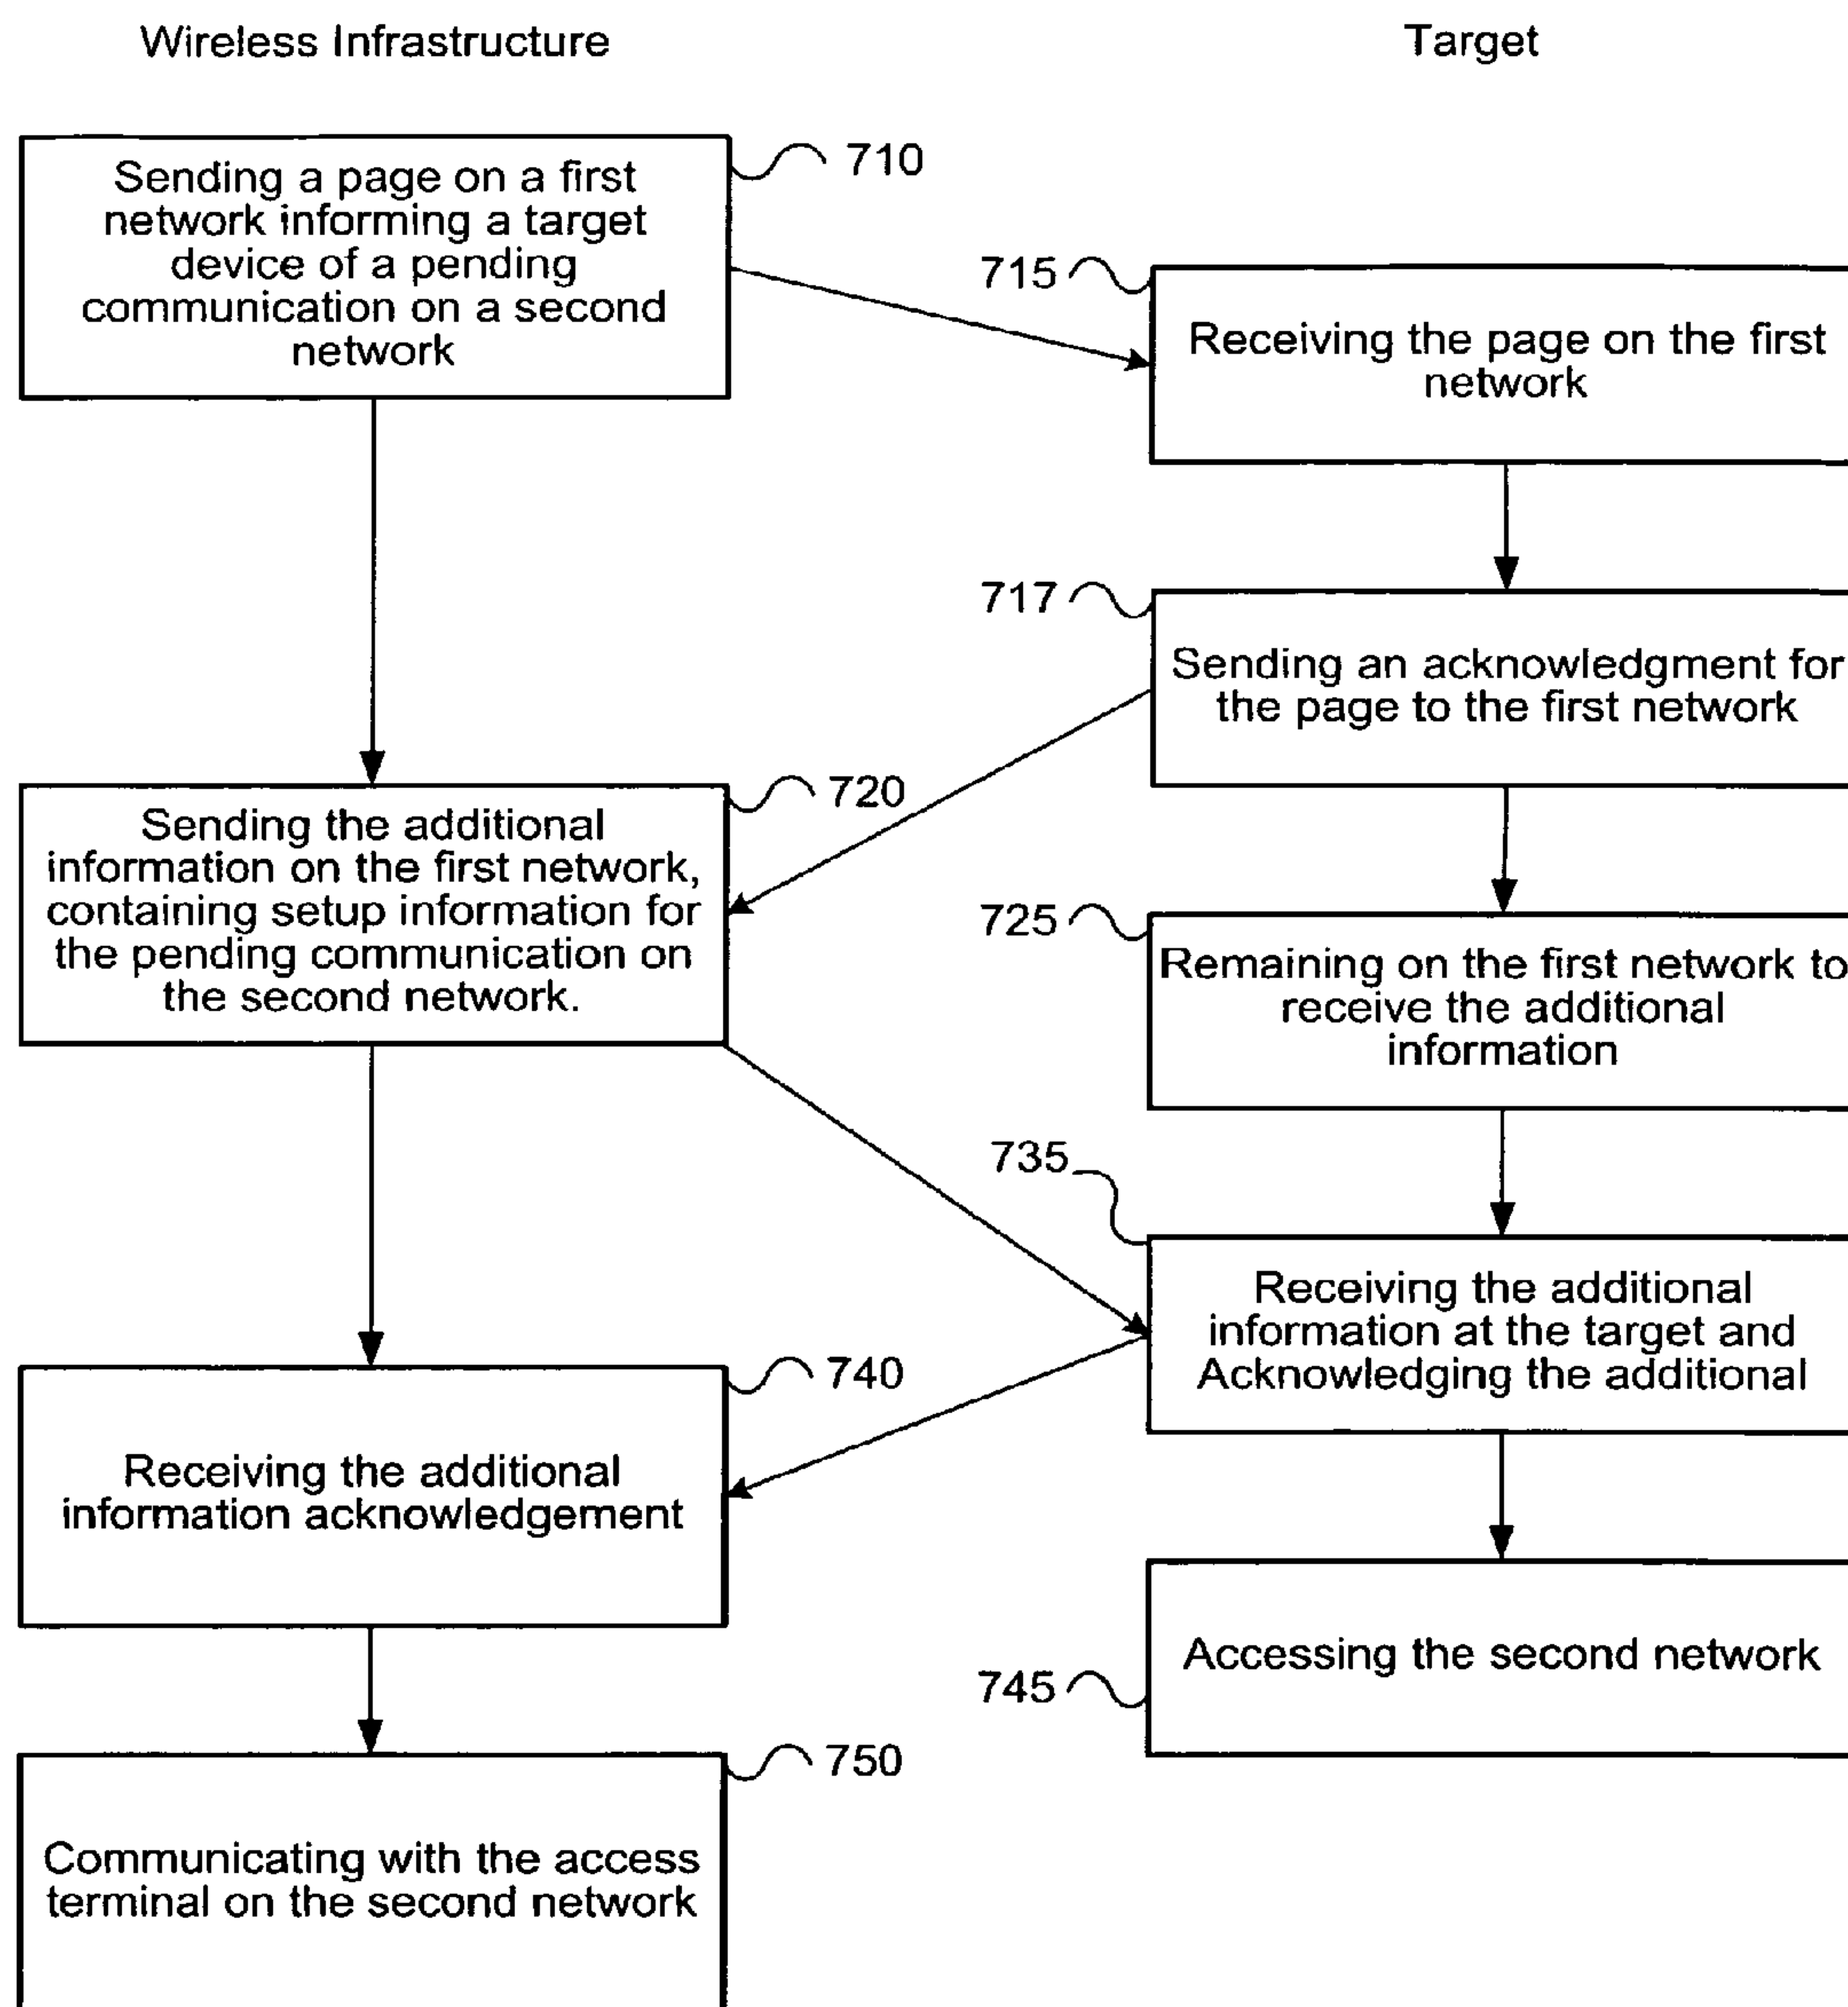 Wireless Infrastructure
Target
Sending a page on a first
network informing a target
device of a pending
communication on a second
network
710
715
Receiving the page on the first
network
717
Sending an acknowledgment for
the page to the first network
720
Sending the additional
information on the first network,
containing setup information for
the pending communication on
the second network.
725
Remaining on the first network to
receive the additional
information
735
Receiving the additional
information at the target and
Acknowledging the additional
740
Receiving the additional
information acknowledgement
745
Accessing the second network
750
Communicating with the access
terminal on the second network